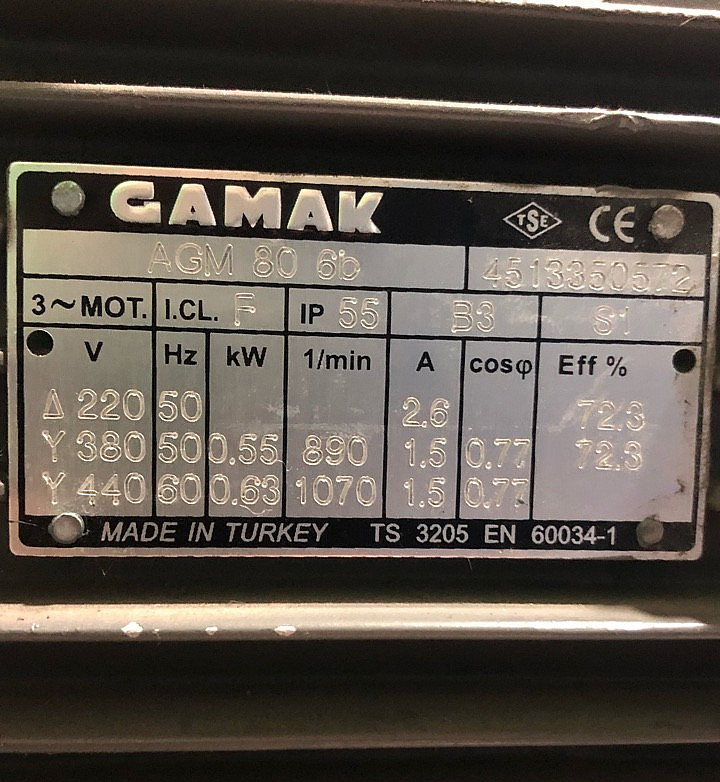 GAMAK TSE CE
AGM 80 6b 4513350572
3~MOT. I.CL. F IP 55 B3 S1
V Hz kW 1/min A cosφ Eff %
Δ 220 50 2.6 72.3
Y 380 50 0.55 890 1.5 0.77 72.3
Y 440 60 0.63 1070 1.5 0.77
MADE IN TURKEY TS 3205 EN 60034-1